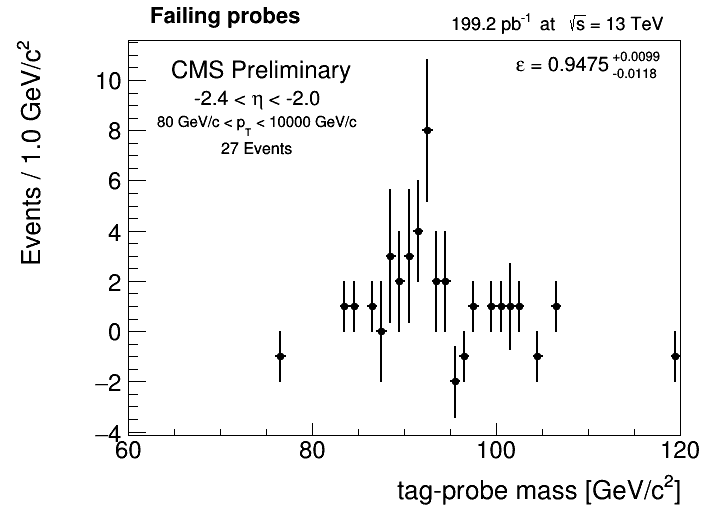 Failing probes
199.2 pb⁻¹ at √s = 13 TeV
CMS Preliminary
-2.4 < η < -2.0
80 GeV/c < p_T < 10000 GeV/c
27 Events
ε = 0.9475 +0.0099 -0.0118
Events / 1.0 GeV/c²
10
8
6
4
2
0
−2
−4
60 80 100 120
tag-probe mass [GeV/c²]